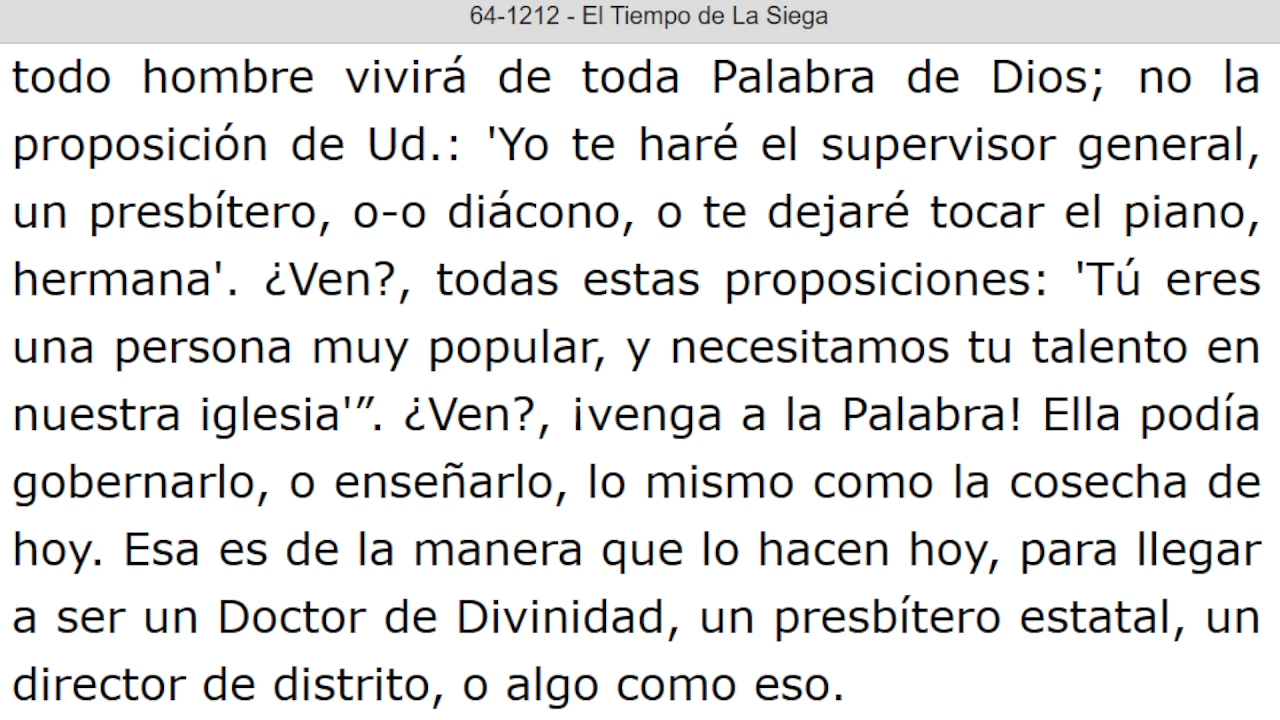 64-1212 - El Tiempo de La Siega
todo hombre vivirá de toda Palabra de Dios; no la
proposición de Ud.: 'Yo te haré el supervisor general,
un presbítero, o-o diácono, o te dejaré tocar el piano,
hermana'. ¿Ven?, todas estas proposiciones: 'Tú eres
una persona muy popular, y necesitamos tu talento en
nuestra iglesia'”. ¿Ven?, ¡venga a la Palabra! Ella podía
gobernarlo, o enseñarlo, lo mismo como la cosecha de
hoy. Esa es de la manera que lo hacen hoy, para llegar
a ser un Doctor de Divinidad, un presbítero estatal, un
director de distrito, o algo como eso.